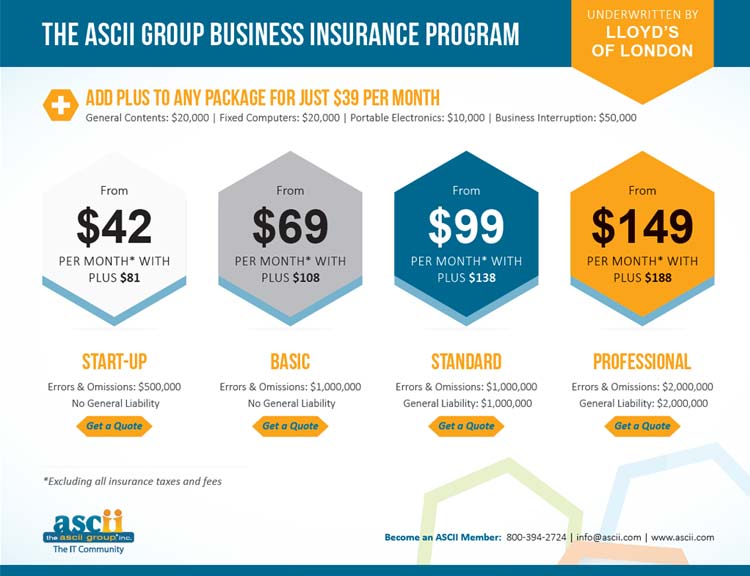 THE ASCII GROUP BUSINESS INSURANCE PROGRAM
UNDERWRITTEN BY
LLOYD'S
OF LONDON
ADD PLUS TO ANY PACKAGE FOR JUST $39 PER MONTH
General Contents: $20,000 | Fixed Computers: $20,000 | Portable Electronics: $10,000 | Business Interruption: $50,000
From
$42
PER MONTH* WITH
PLUS $81
From
$69
PER MONTH* WITH
PLUS $108
From
$99
PER MONTH* WITH
PLUS $138
From
$149
PER MONTH* WITH
PLUS $188
START-UP
Errors & Omissions: $500,000
No General Liability
Get a Quote
BASIC
Errors & Omissions: $1,000,000
No General Liability
Get a Quote
STANDARD
Errors & Omissions: $1,000,000
General Liability: $1,000,000
Get a Quote
PROFESSIONAL
Errors & Omissions: $2,000,000
General Liability: $2,000,000
Get a Quote
*Excluding all insurance taxes and fees
ascii
the ascii group, inc.
The IT Community
Become an ASCII Member: 800-394-2724 | info@ascii.com | www.ascii.com